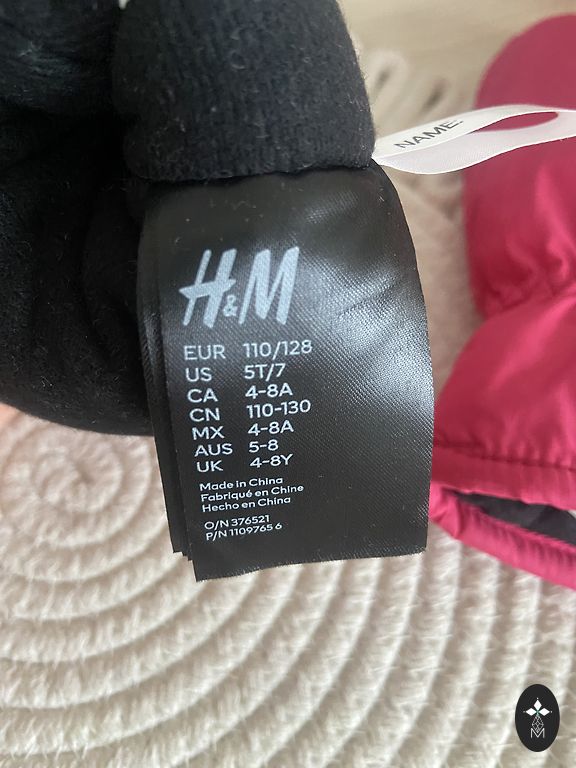 NAME:
H&M
EUR 110/128
US 5T/7
CA 4-8A
CN 110-130
MX 4-8A
AUS 5-8
UK 4-8Y
Made in China
Fabriqué en Chine
Hecho en China
O/N 376521
P/N 1109765 6
M